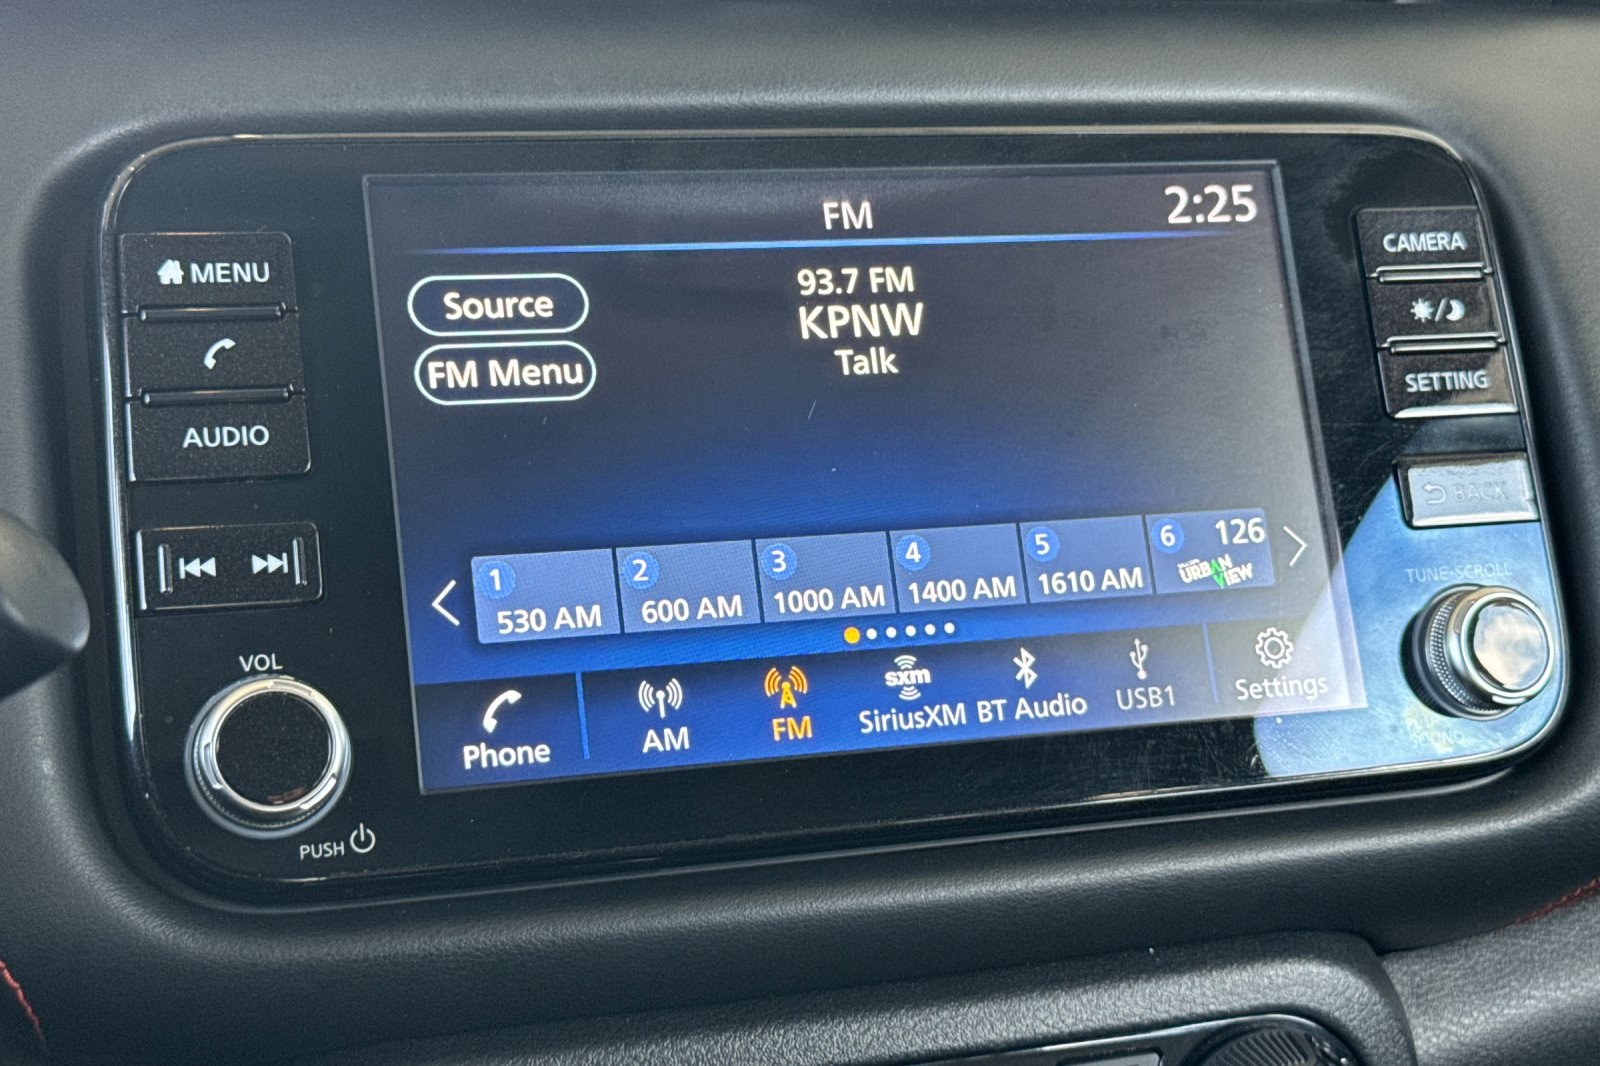 FM
2:25
MENU
AUDIO
VOL
PUSH
Source
FM Menu
93.7 FM
KPNW
Talk
1
530 AM
2
600 AM
3
1000 AM
4
1400 AM
5
1610 AM
6
126
URBAN
VIEW
Phone
AM
FM
sxm
SiriusXM
BT Audio
USB1
Settings
CAMERA
SETTING
BACK
TUNE-SCROLL
SOUND